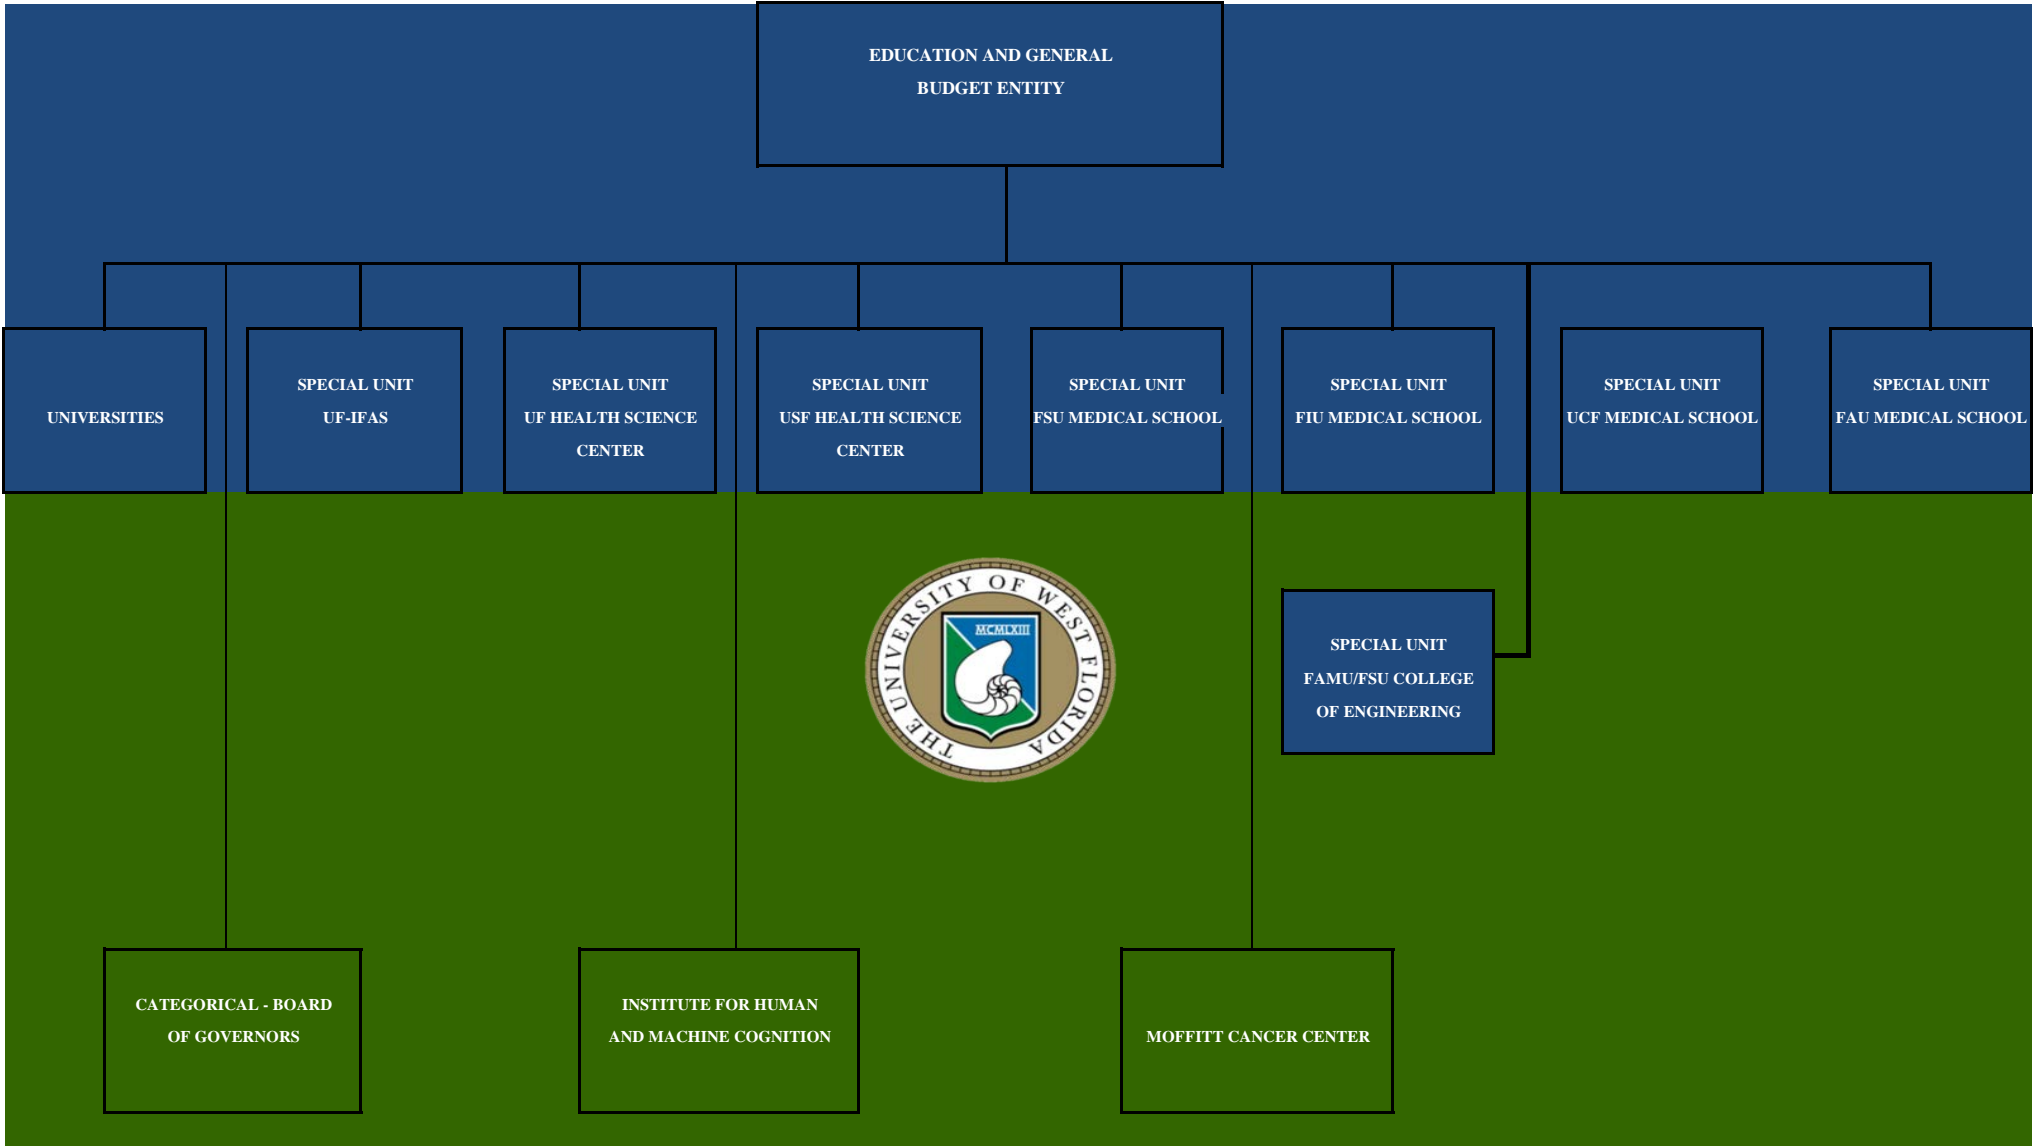 EDUCATION AND GENERAL
BUDGET ENTITY
UNIVERSITIES
SPECIAL UNIT
UF-IFAS
SPECIAL UNIT
UF HEALTH SCIENCE
CENTER
SPECIAL UNIT
USF HEALTH SCIENCE
CENTER
SPECIAL UNIT
FSU MEDICAL SCHOOL
SPECIAL UNIT
FIU MEDICAL SCHOOL
SPECIAL UNIT
UCF MEDICAL SCHOOL
SPECIAL UNIT
FAU MEDICAL SCHOOL
THE UNIVERSITY OF WEST FLORIDA
MCMLXIII
SPECIAL UNIT
FAMU/FSU COLLEGE
OF ENGINEERING
CATEGORICAL - BOARD
OF GOVERNORS
INSTITUTE FOR HUMAN
AND MACHINE COGNITION
MOFFITT CANCER CENTER